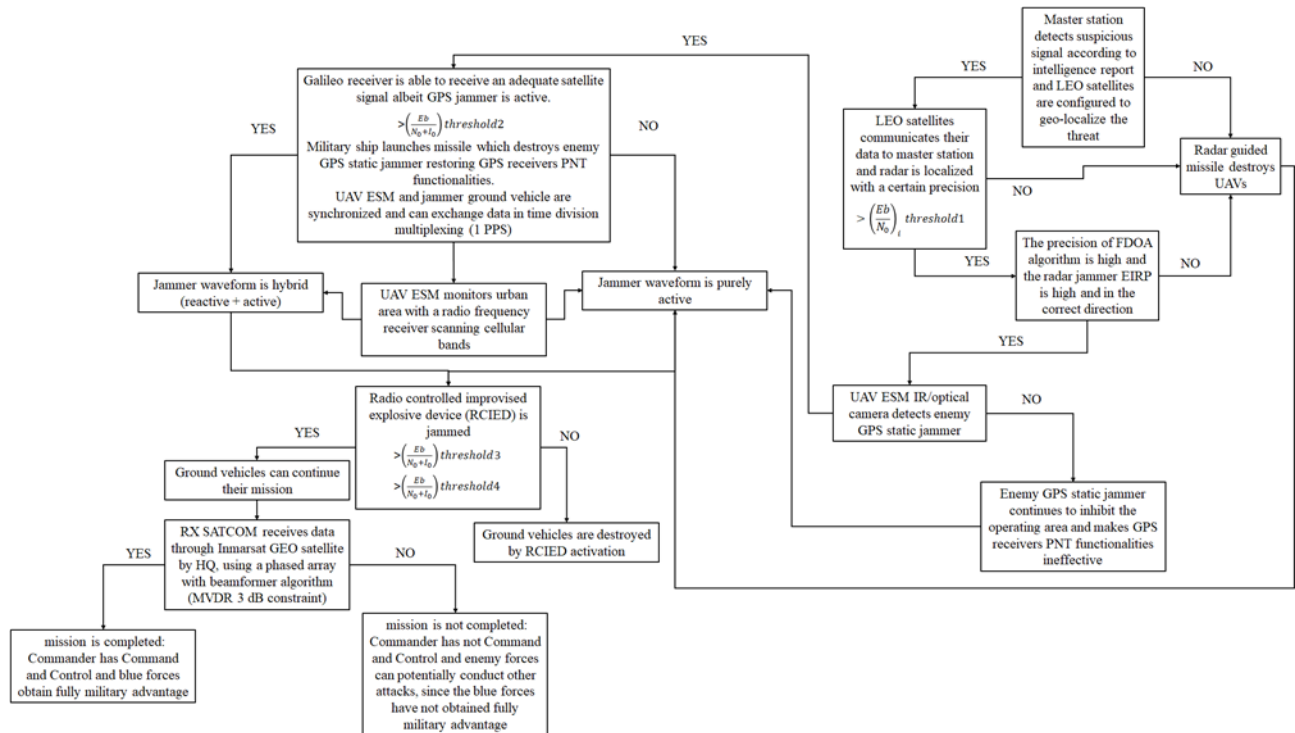 Master station
detects suspicious
signal according to
intelligence report
and LEO satellites
are configured to
geo-localize the
threat
YES
NO
LEO satellites
communicates their
data to master station
and radar is localized
with a certain precision
> (Eb/N₀)ᵢ threshold1
NO
Radar guided
missile destroys
UAVs
YES
The precision of FDOA
algorithm is high and
the radar jammer EIRP
is high and in the
correct direction
NO
YES
UAV ESM IR/optical
camera detects enemy
GPS static jammer
NO
YES
Enemy GPS static jammer
continues to inhibit the
operating area and makes GPS
receivers PNT functionalities
ineffective
Galileo receiver is able to receive an adequate satellite
signal albeit GPS jammer is active.
>(Eb/N₀+I₀) threshold2
Military ship launches missile which destroys enemy
GPS static jammer restoring GPS receivers PNT
functionalities.
UAV ESM and jammer ground vehicle are
synchronized and can exchange data in time division
multiplexing (1 PPS)
YES
NO
Jammer waveform is hybrid
(reactive + active)
UAV ESM monitors urban
area with a radio frequency
receiver scanning cellular
bands
Jammer waveform is purely
active
Radio controlled improvised
explosive device (RCIED) is
jammed
>(Eb/N₀+I₀) threshold3
>(Eb/N₀+I₀) threshold4
YES
NO
Ground vehicles can continue
their mission
Ground vehicles are destroyed
by RCIED activation
RX SATCOM receives data
through Inmarsat GEO satellite
by HQ, using a phased array
with beamformer algorithm
(MVDR 3 dB constraint)
YES
NO
mission is completed:
Commander has Command
and Control and blue forces
obtain fully military advantage
mission is not completed:
Commander has not Command
and Control and enemy forces
can potentially conduct other
attacks, since the blue forces
have not obtained fully
military advantage